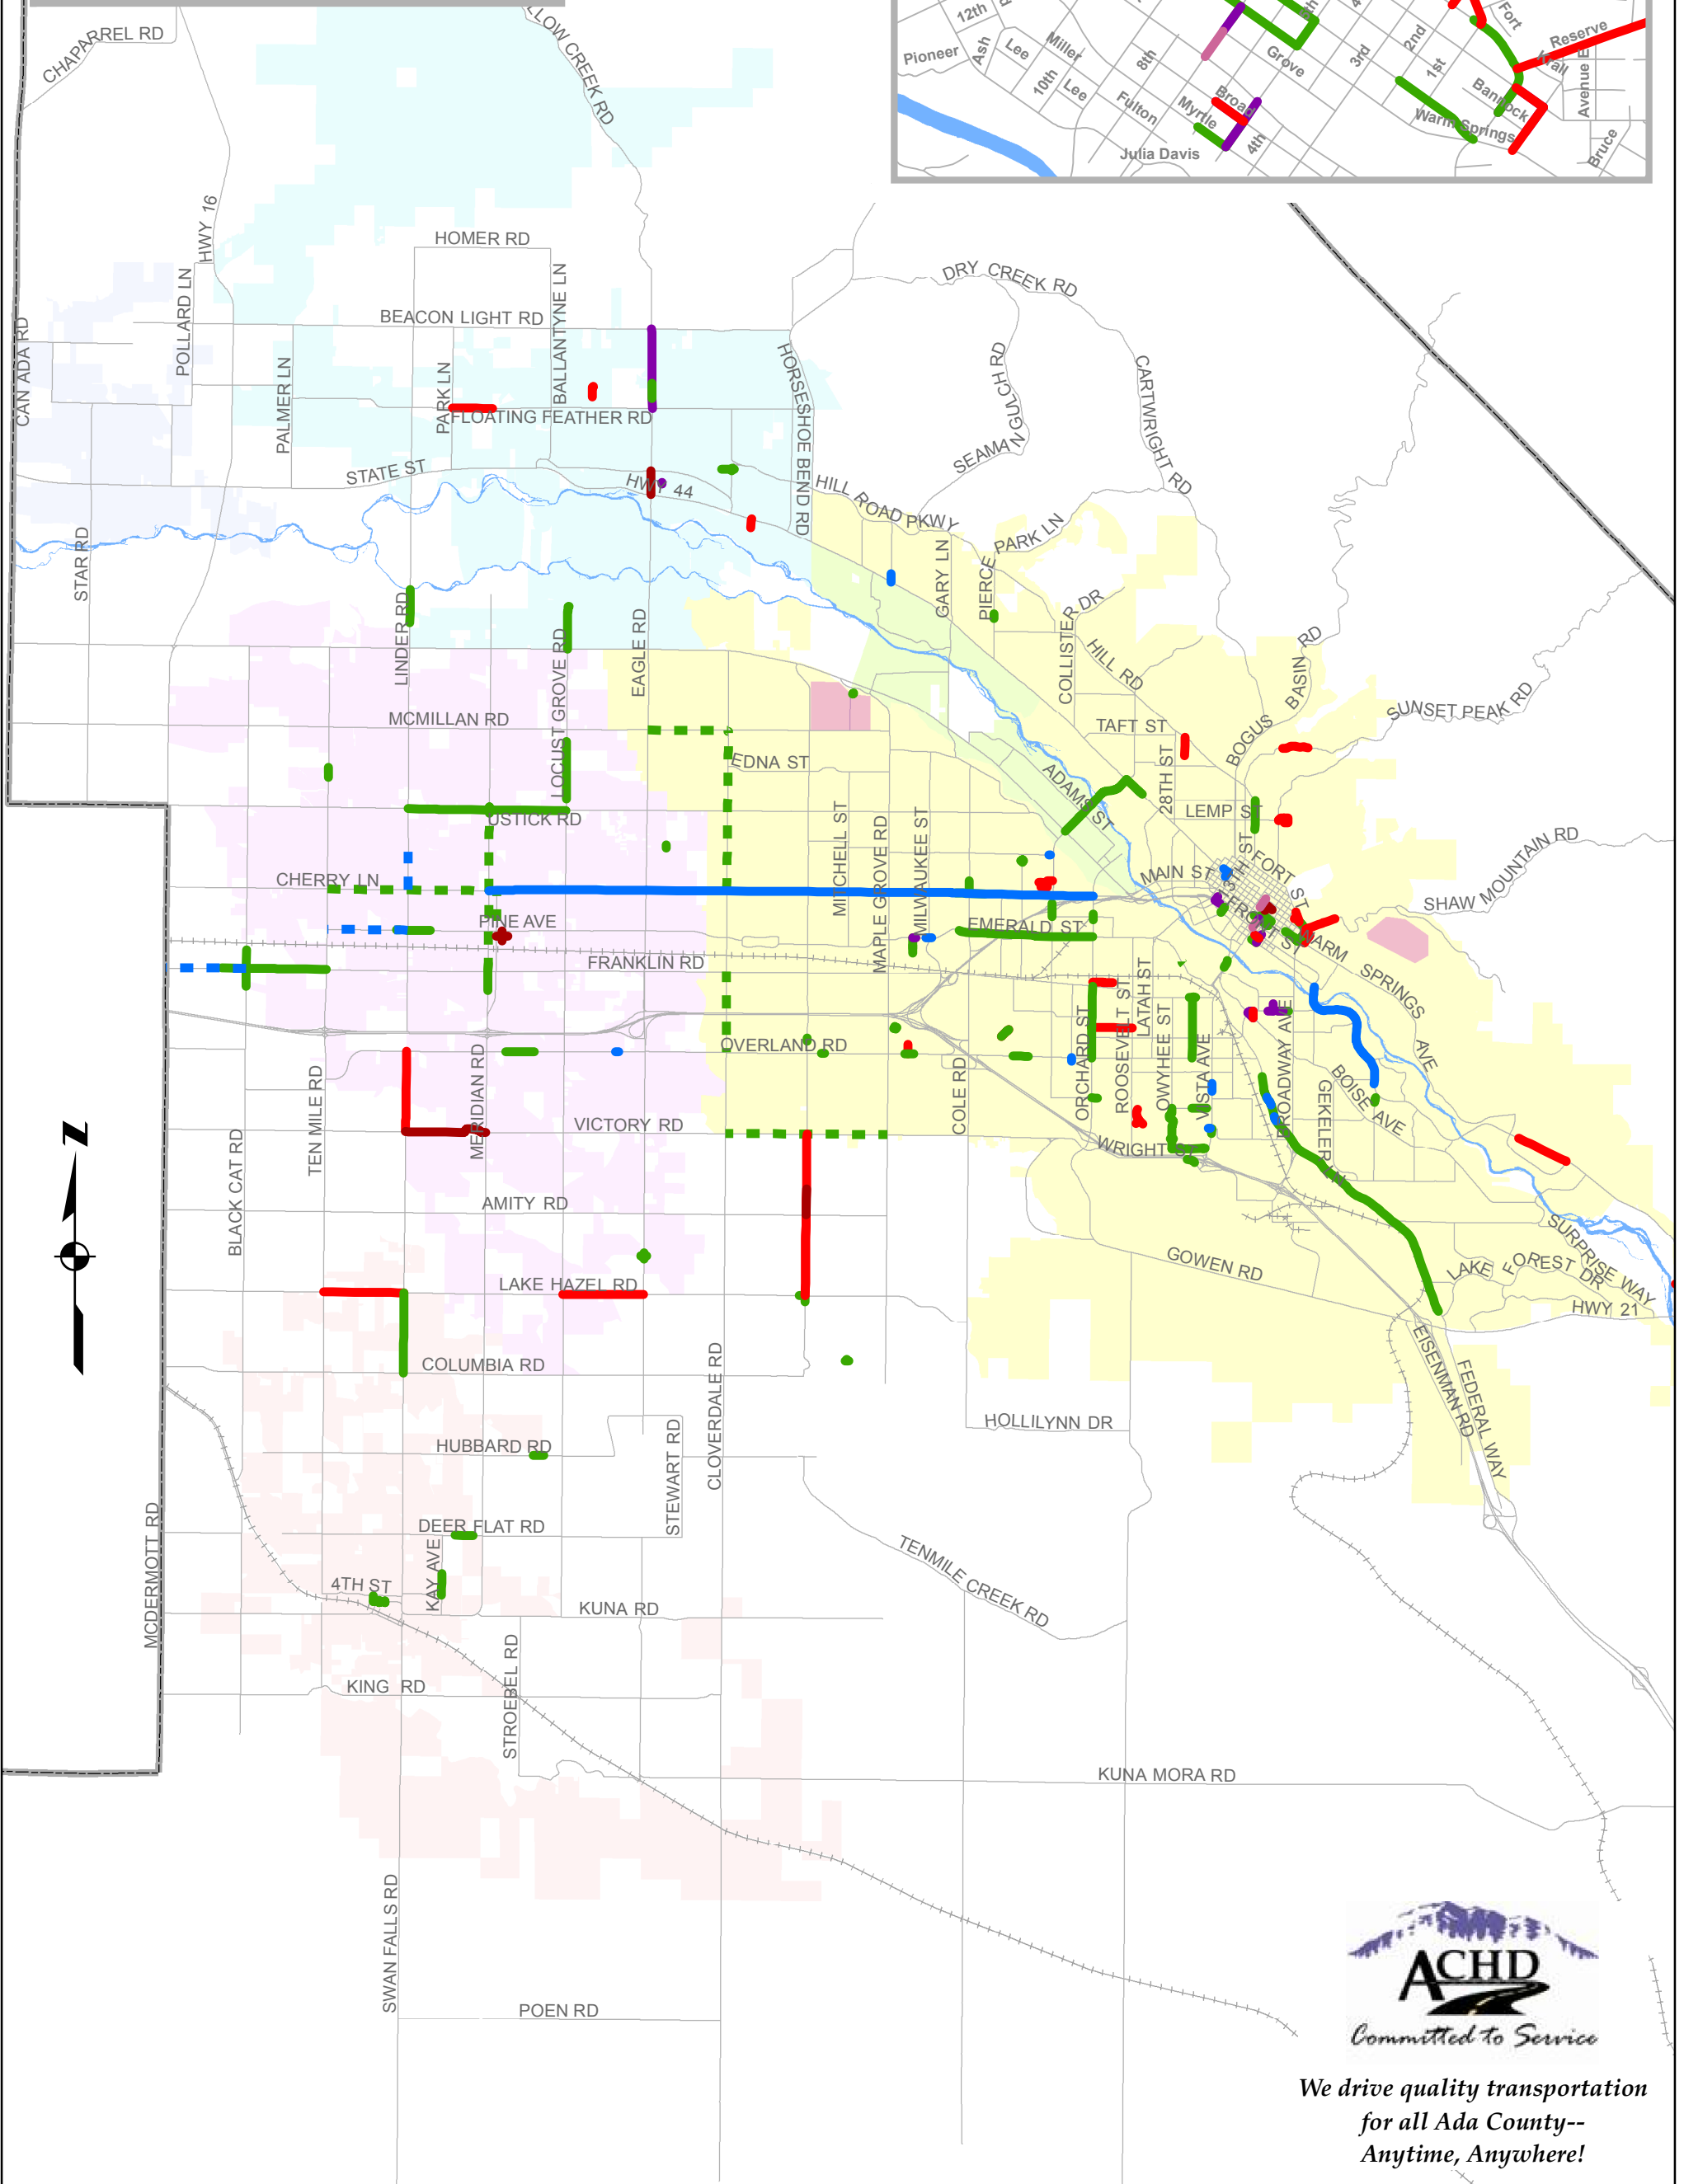 CHAPARREL RD
LLOW CREEK RD
HWY 16
12th
Pioneer
Ash
Lee
Miller
10th
Lee
8th
Fulton
Myrtle
Broad
Julia Davis
4th
Grove
3rd
2nd
1st
Fort
Reserve
Krall
Bannock
Warm Springs
Avenue E
Bruce
HOMER RD
DRY CREEK RD
POLLARD LN
BALLANTYNE LN
BEACON LIGHT RD
CAN ADA RD
PALMER LN
PARK LN
FLOATING FEATHER RD
HORSESHOE BEND RD
SEAMAN GULCH RD
CARTWRIGHT RD
STATE ST
HWY 44
HILL ROAD PKWY
STAR RD
GARY LN
PIERCE PARK LN
LINDER RD
LOCUST GROVE RD
EAGLE RD
COLLISTER DR
HILL RD
BOGUS BASIN RD
SUNSET PEAK RD
MCMILLAN RD
TAFT ST
EDNA ST
ADAMS ST
28TH ST
LEMP ST
USTICK RD
MITCHELL ST
MAPLE GROVE RD
MILWAUKEE ST
13TH ST
FORT ST
SHAW MOUNTAIN RD
CHERRY LN
MAIN ST
PINE AVE
EMERALD ST
FRONT ST
WARM SPRINGS AVE
FRANKLIN RD
OVERLAND RD
LATAH ST
ORCHARD ST
ROOSEVELT ST
OWYHEE ST
VISTA AVE
BROADWAY AVE
BOISE AVE
GEKELER LN
COLE RD
TEN MILE RD
MERIDIAN RD
VICTORY RD
WRIGHT ST
BLACK CAT RD
AMITY RD
GOWEN RD
SURPRISE WAY
LAKE FOREST DR
HWY 21
LAKE HAZEL RD
COLUMBIA RD
CLOVERDALE RD
EISENMAN RD
FEDERAL WAY
HOLLILYNN DR
HUBBARD RD
STEWART RD
MCDERMOTT RD
DEER FLAT RD
TENMILE CREEK RD
KAY AVE
4TH ST
KUNA RD
STROEBEL RD
KING RD
KUNA MORA RD
SWAN FALLS RD
POEN RD
Z
ACHD
Committed to Service
We drive quality transportation
for all Ada County--
Anytime, Anywhere!